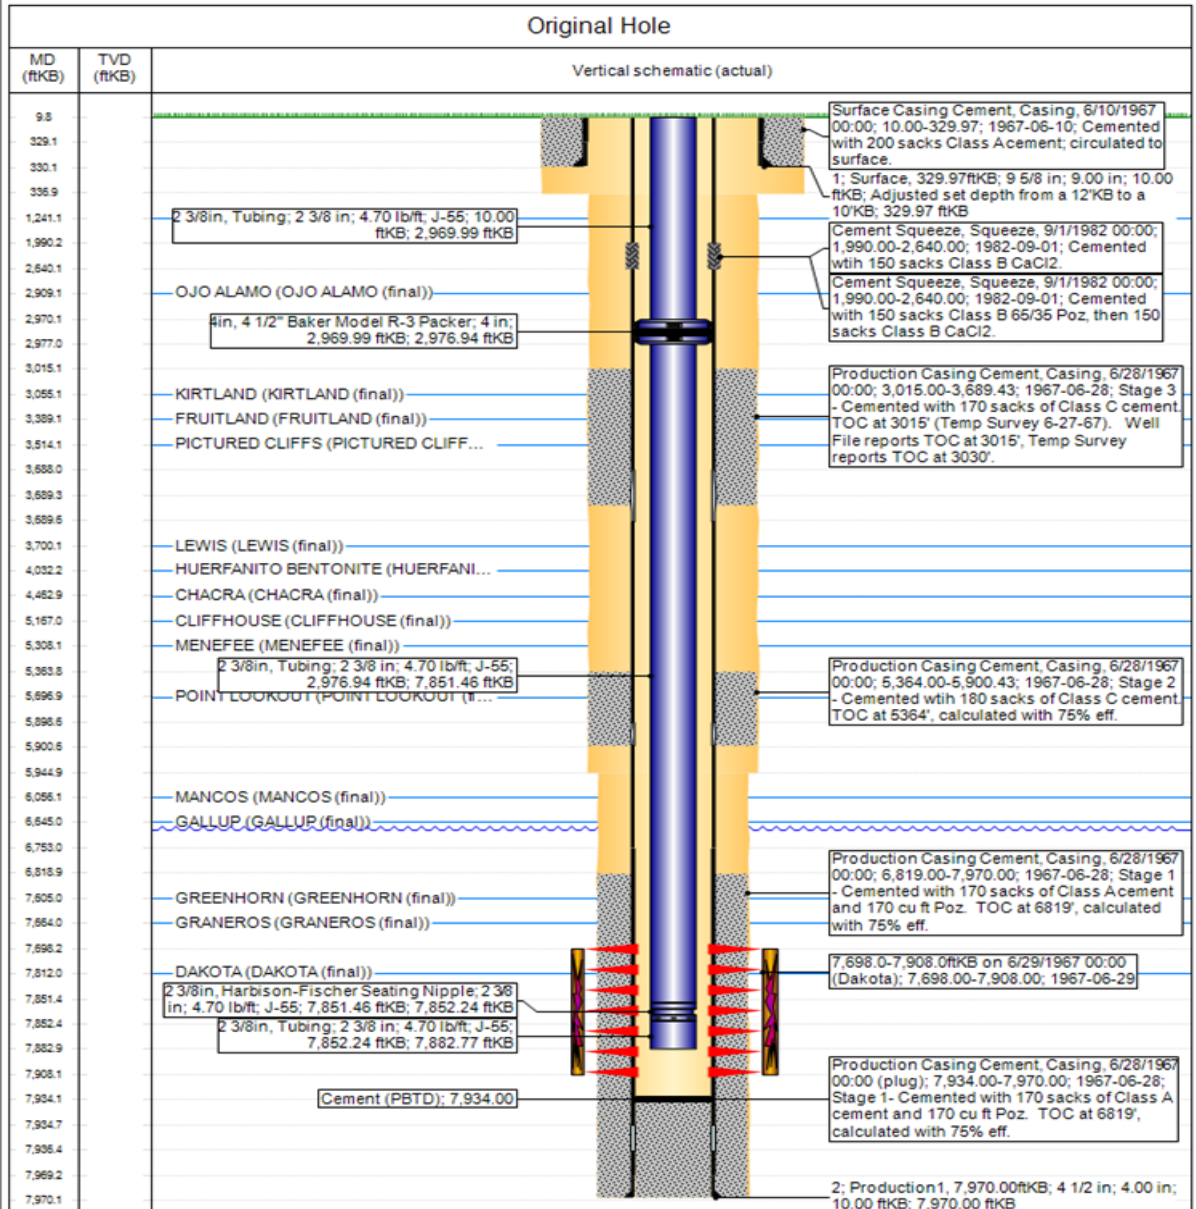 Original Hole
MD
(ftKB)
TVD
(ftKB)
Vertical schematic (actual)
9.8
329.1
330.1
336.9
1,241.1
1,990.2
2,640.1
2,909.1
2,970.1
2,977.0
3,015.1
3,055.1
3,389.1
3,514.1
3,688.0
3,689.3
3,689.6
3,700.1
4,032.2
4,462.9
5,167.0
5,308.1
5,363.8
5,696.9
5,896.6
5,900.6
5,944.9
6,056.1
6,645.0
6,753.0
6,818.9
7,605.0
7,664.0
7,698.2
7,812.0
7,851.4
7,852.4
7,882.9
7,908.1
7,934.1
7,934.7
7,936.4
7,969.2
7,970.1
2 3/8in, Tubing; 2 3/8 in; 4.70 lb/ft; J-55; 10.00
ftKB; 2,969.99 ftKB
OJO ALAMO (OJO ALAMO (final))
4in, 4 1/2" Baker Model R-3 Packer; 4 in;
2,969.99 ftKB; 2,976.94 ftKB
KIRTLAND (KIRTLAND (final))
FRUITLAND (FRUITLAND (final))
PICTURED CLIFFS (PICTURED CLIFF...
LEWIS (LEWIS (final))
HUERFANITO BENTONITE (HUERFANI...
CHACRA (CHACRA (final))
CLIFFHOUSE (CLIFFHOUSE (final))
MENEFEE (MENEFEE (final))
2 3/8in, Tubing; 2 3/8 in; 4.70 lb/ft; J-55;
2,976.94 ftKB; 7,851.46 ftKB
POINT LOOKOUT (POINT LOOKOUT (fi...
MANCOS (MANCOS (final))
GALLUP (GALLUP (final))
GREENHORN (GREENHORN (final))
GRANEROS (GRANEROS (final))
DAKOTA (DAKOTA (final))
2 3/8in, Harbison-Fischer Seating Nipple; 2 3/8
in; 4.70 lb/ft; J-55; 7,851.46 ftKB; 7,852.24 ftKB
2 3/8in, Tubing; 2 3/8 in; 4.70 lb/ft; J-55;
7,852.24 ftKB; 7,882.77 ftKB
Cement (PBTD); 7,934.00
Surface Casing Cement, Casing, 6/10/1967
00:00; 10.00-329.97; 1967-06-10; Cemented
with 200 sacks Class Acement; circulated to
surface.
1; Surface, 329.97ftKB; 9 5/8 in; 9.00 in; 10.00
ftKB; Adjusted set depth from a 12'KB to a
10'KB; 329.97 ftKB
Cement Squeeze, Squeeze, 9/1/1982 00:00;
1,990.00-2,640.00; 1982-09-01; Cemented
wtih 150 sacks Class B CaCl2.
Cement Squeeze, Squeeze, 9/1/1982 00:00;
1,990.00-2,640.00; 1982-09-01; Cemented
with 150 sacks Class B 65/35 Poz, then 150
sacks Class B CaCl2.
Production Casing Cement, Casing, 6/28/1967
00:00; 3,015.00-3,689.43; 1967-06-28; Stage 3
- Cemented with 170 sacks of Class C cement.
TOC at 3015' (Temp Survey 6-27-67). Well
File reports TOC at 3015', Temp Survey
reports TOC at 3030'.
Production Casing Cement, Casing, 6/28/1967
00:00; 5,364.00-5,900.43; 1967-06-28; Stage 2
- Cemented wtih 180 sacks of Class C cement.
TOC at 5364', calculated with 75% eff.
Production Casing Cement, Casing, 6/28/1967
00:00; 6,819.00-7,970.00; 1967-06-28; Stage 1
- Cemented with 170 sacks of Class Acement
and 170 cu ft Poz. TOC at 6819', calculated
with 75% eff.
7,698.0-7,908.0ftKB on 6/29/1967 00:00
(Dakota); 7,698.00-7,908.00; 1967-06-29
Production Casing Cement, Casing, 6/28/1967
00:00 (plug); 7,934.00-7,970.00; 1967-06-28;
Stage 1- Cemented with 170 sacks of Class A
cement and 170 cu ft Poz. TOC at 6819',
calculated with 75% eff.
2; Production1, 7,970.00ftKB; 4 1/2 in; 4.00 in;
10.00 ftKB; 7,970.00 ftKB